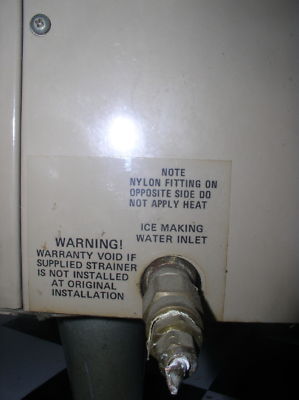 NOTE
NYLON FITTING ON
OPPOSITE SIDE DO
NOT APPLY HEAT
ICE MAKING
WATER INLET
WARNING!
WARRANTY VOID IF
SUPPLIED STRAINER
IS NOT INSTALLED
AT ORIGINAL
INSTALLATION